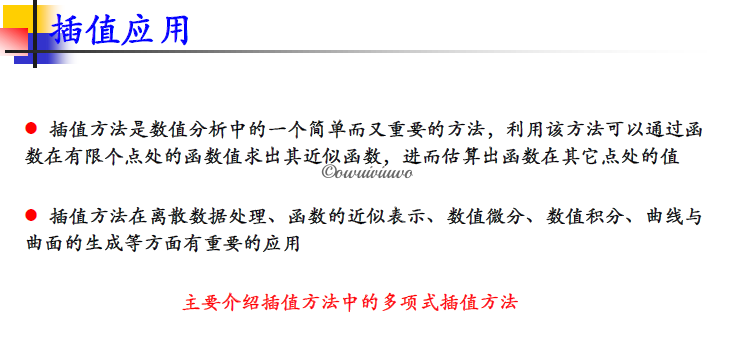 插值应用
插值方法是数值分析中的一个简单而又重要的方法，利用该方法可以通过函
数在有限个点处的函数值求出其近似函数，进而估算出函数在其它点处的值
©owuiviuwo
插值方法在离散数据处理、函数的近似表示、数值微分、数值积分、曲线与
曲面的生成等方面有重要的应用
主要介绍插值方法中的多项式插值方法